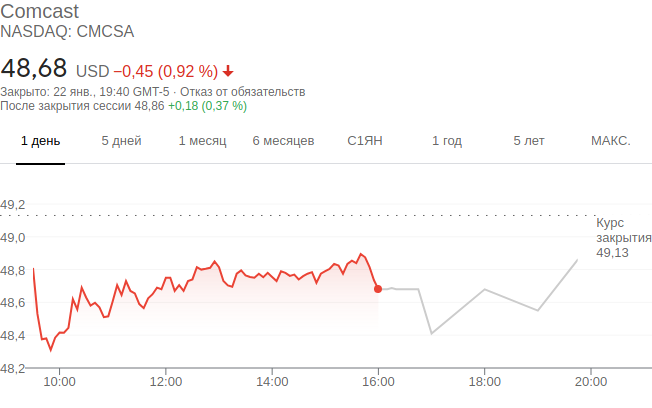 Comcast
NASDAQ: CMCSA
48,68 USD −0,45 (0,92 %)
Закрыто: 22 янв., 19:40 GMT-5 · Отказ от обязательств
После закрытия сессии 48,86 +0,18 (0,37 %)
1 день 5 дней 1 месяц 6 месяцев С1ЯН 1 год 5 лет МАКС.
49,2
Курс
закрытия
49,13
49,0
48,8
48,6
48,4
48,2
10:00 12:00 14:00 16:00 18:00 20:00